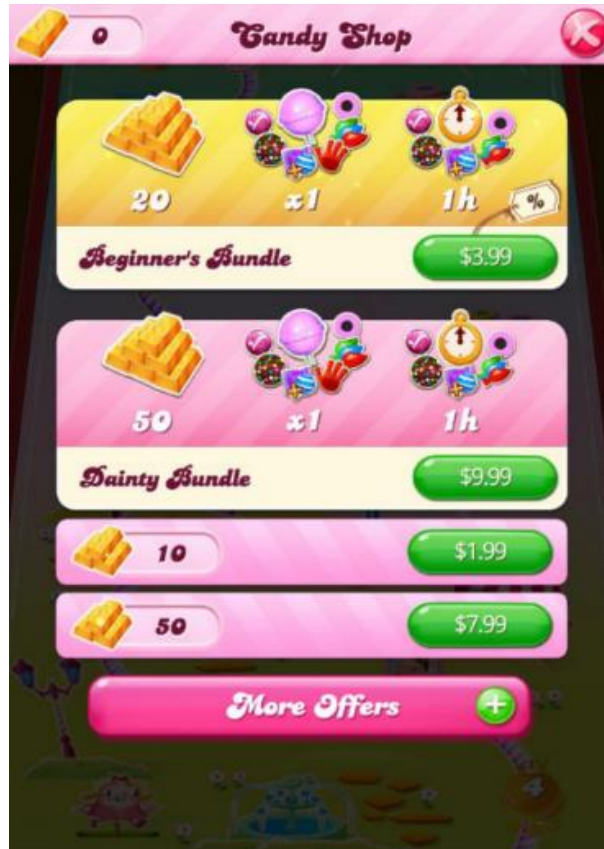 0
Candy Shop
20
x1
1h
%
Beginner's Bundle
$3.99
50
x1
1h
Dainty Bundle
$9.99
10
$1.99
50
$7.99
More Offers
+
4